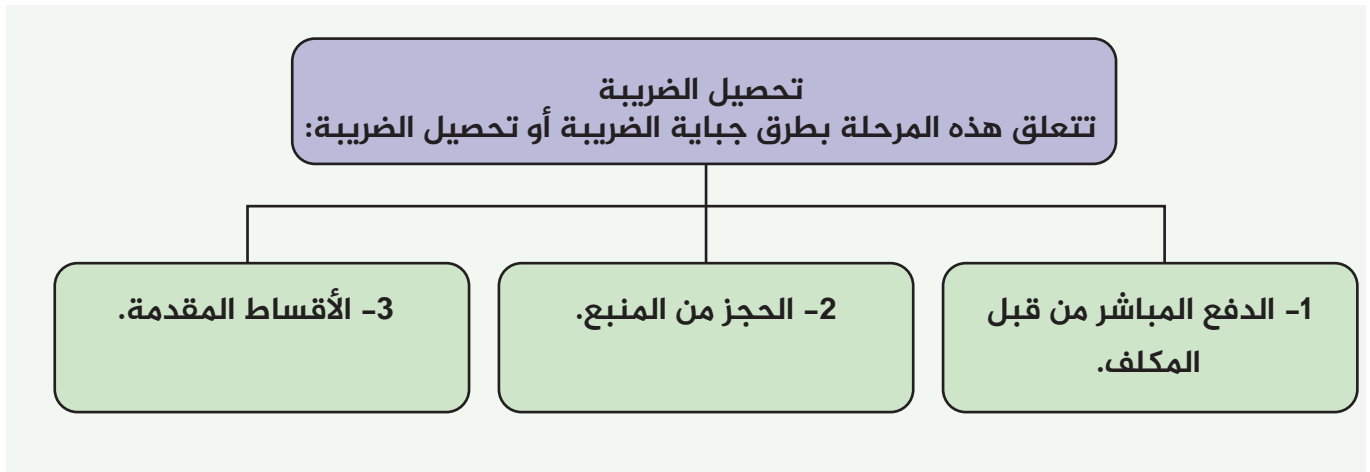 تحصيل الضريبة
تتعلق هذه المرحلة بطرق جباية الضريبة أو تحصيل الضريبة:
1- الدفع المباشر من قبل
المكلف.
2- الحجز من المنبع.
3- الأقساط المقدمة.